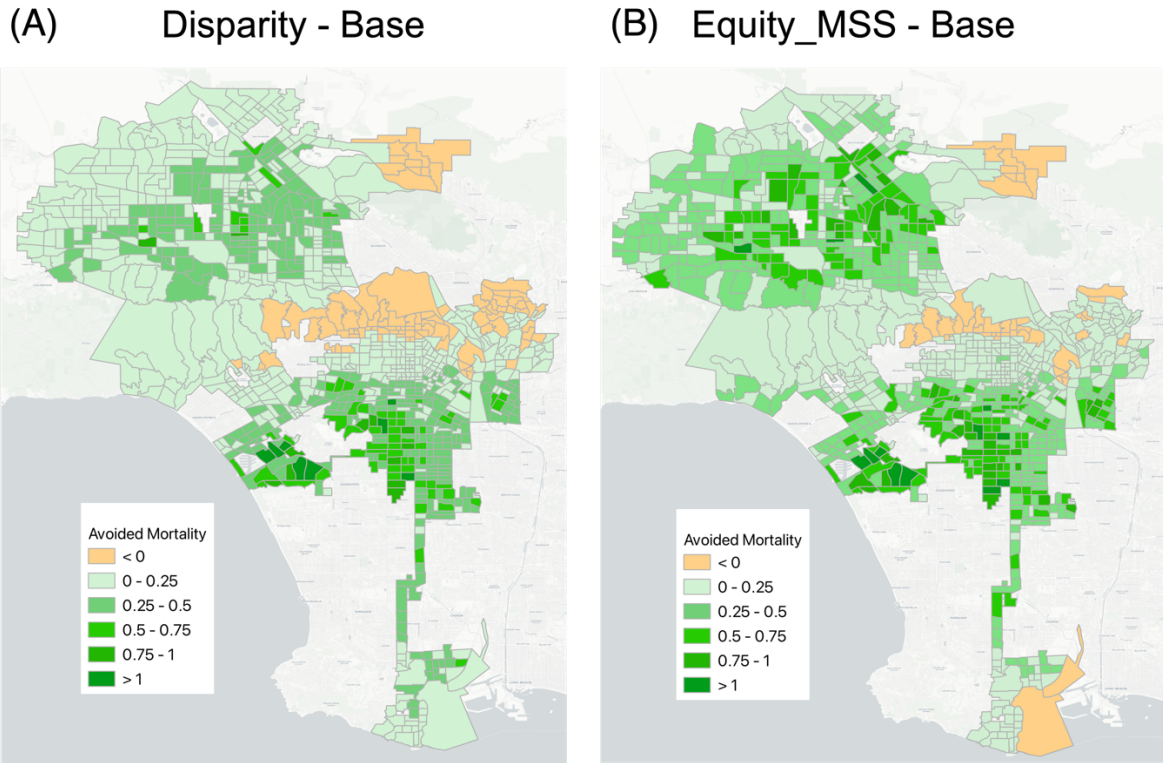 (A) Disparity - Base
(B) Equity_MSS - Base
Avoided Mortality
< 0
0 - 0.25
0.25 - 0.5
0.5 - 0.75
0.75 - 1
> 1
Avoided Mortality
< 0
0 - 0.25
0.25 - 0.5
0.5 - 0.75
0.75 - 1
> 1